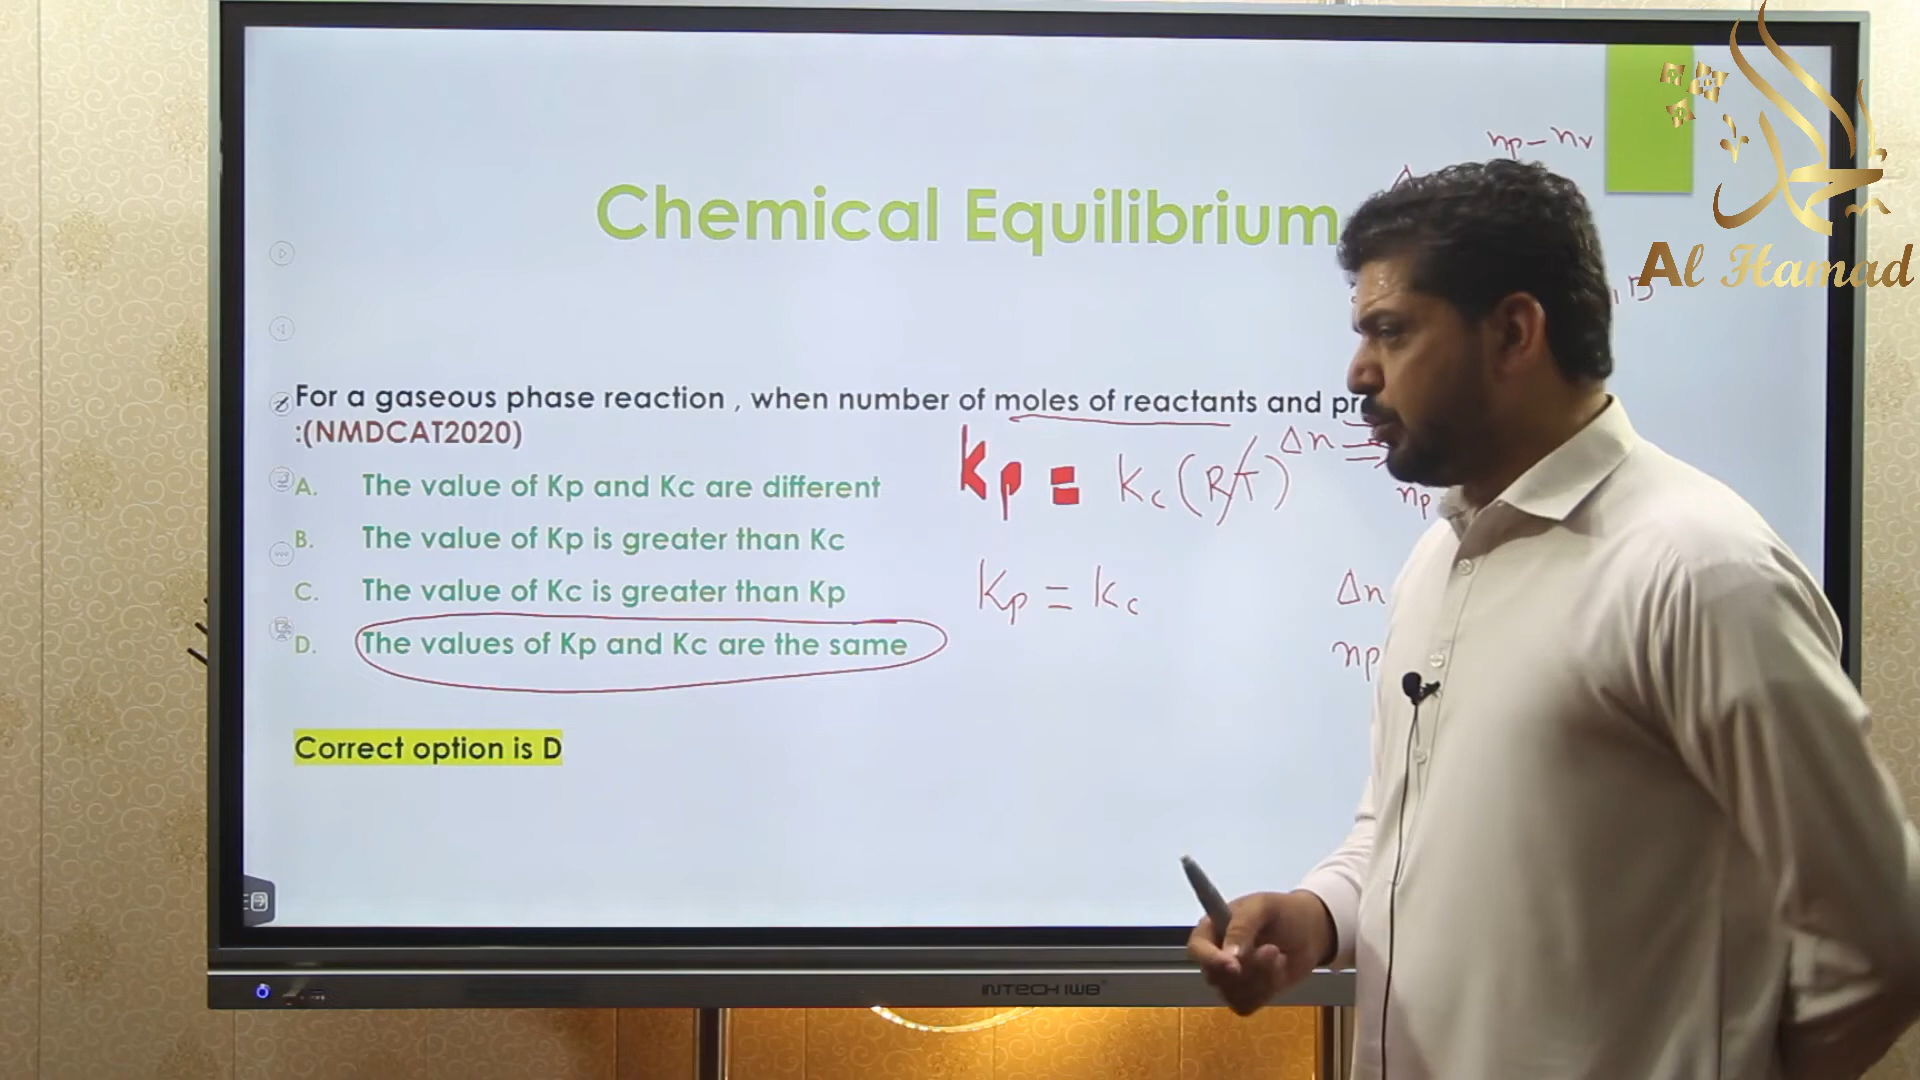 np - nr
Chemical Equilibrium
Al Hamad
For a gaseous phase reaction , when number of moles of reactants and
:(NMDCAT2020)
Δn =
Kp = Kc (RT)
np
A. The value of Kp and Kc are different
B. The value of Kp is greater than Kc
C. The value of Kc is greater than Kp
Kp = Kc
Δn
D. The values of Kp and Kc are the same
np
Correct option is D
INTECH IWB